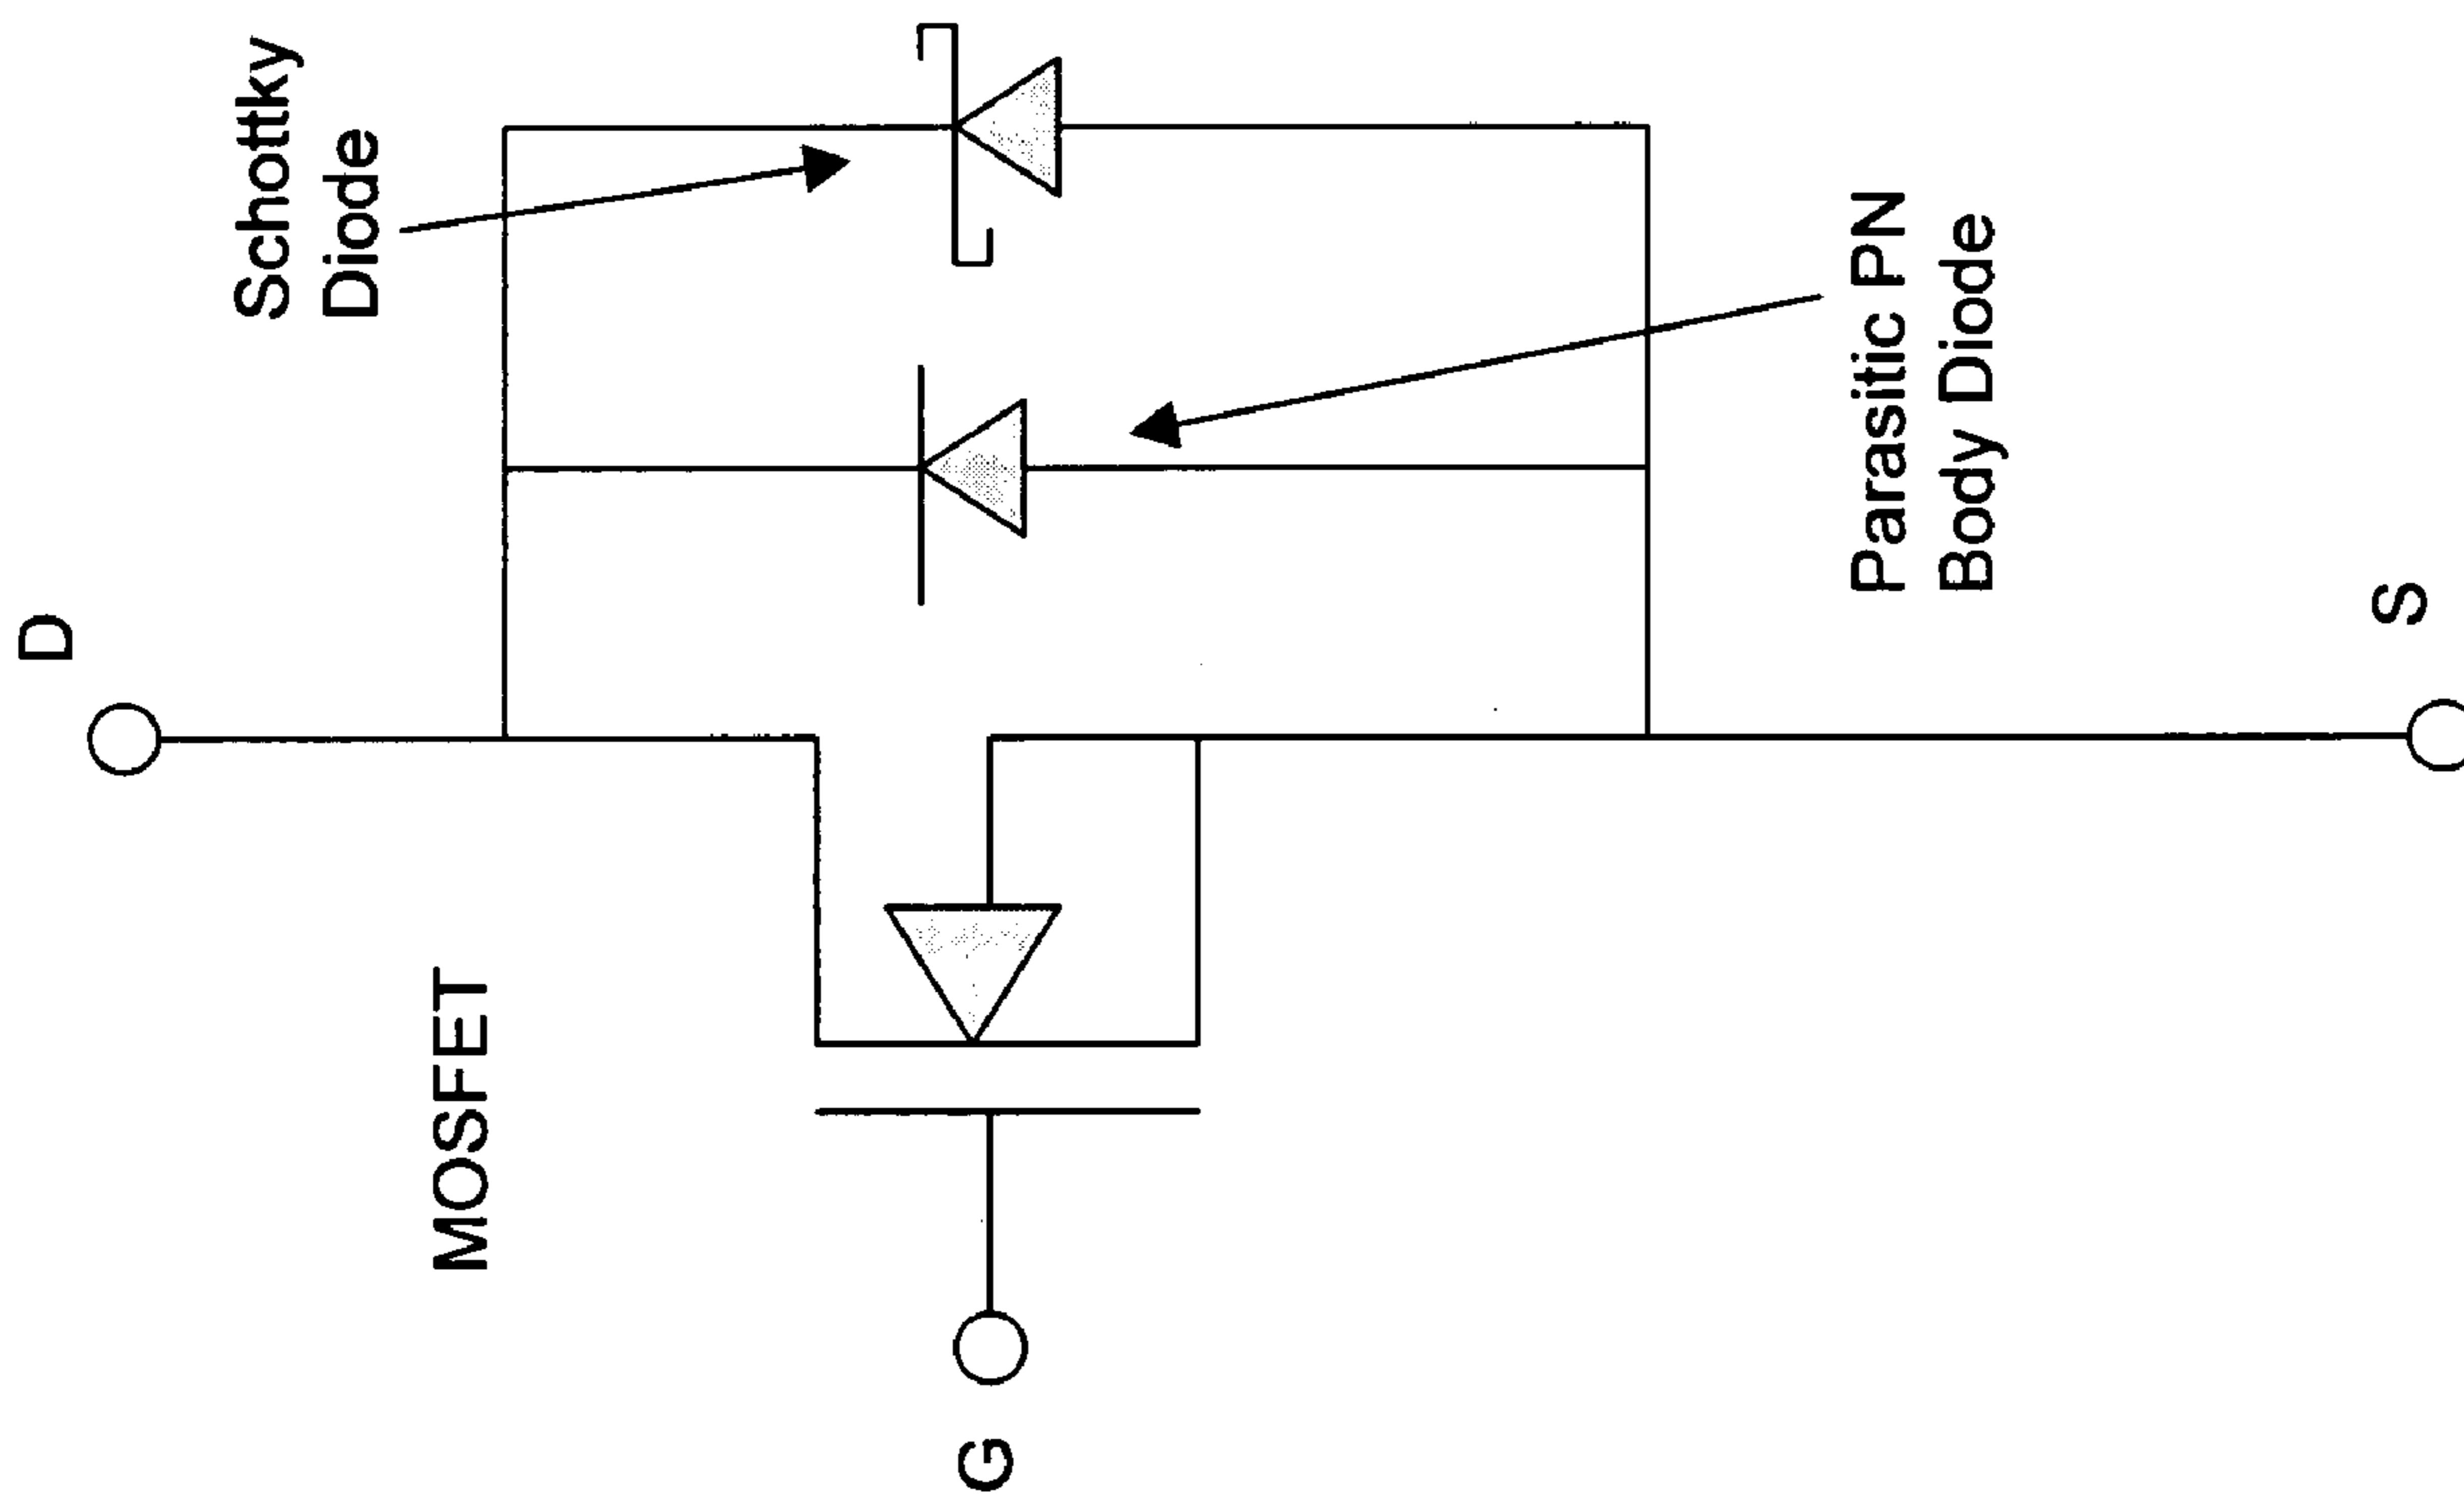 D
Schottky
Diode
MOSFET
G
Parasitic PN
Body Diode
S